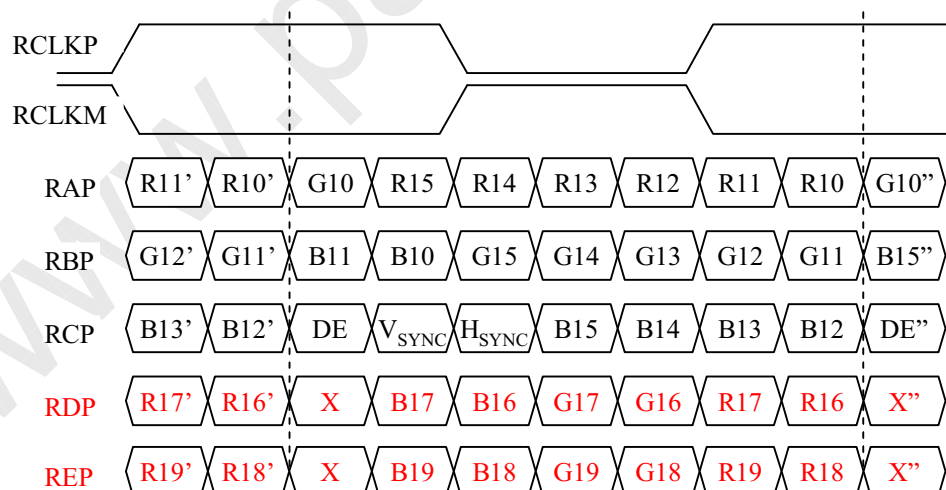 RCLKP
RCLKM
RAP R11’ R10’ G10 R15 R14 R13 R12 R11 R10 G10”
RBP G12’ G11’ B11 B10 G15 G14 G13 G12 G11 B15”
RCP B13’ B12’ DE VSYNC HSYNC B15 B14 B13 B12 DE”
RDP R17’ R16’ X B17 B16 G17 G16 R17 R16 X”
REP R19’ R18’ X B19 B18 G19 G18 R19 R18 X”